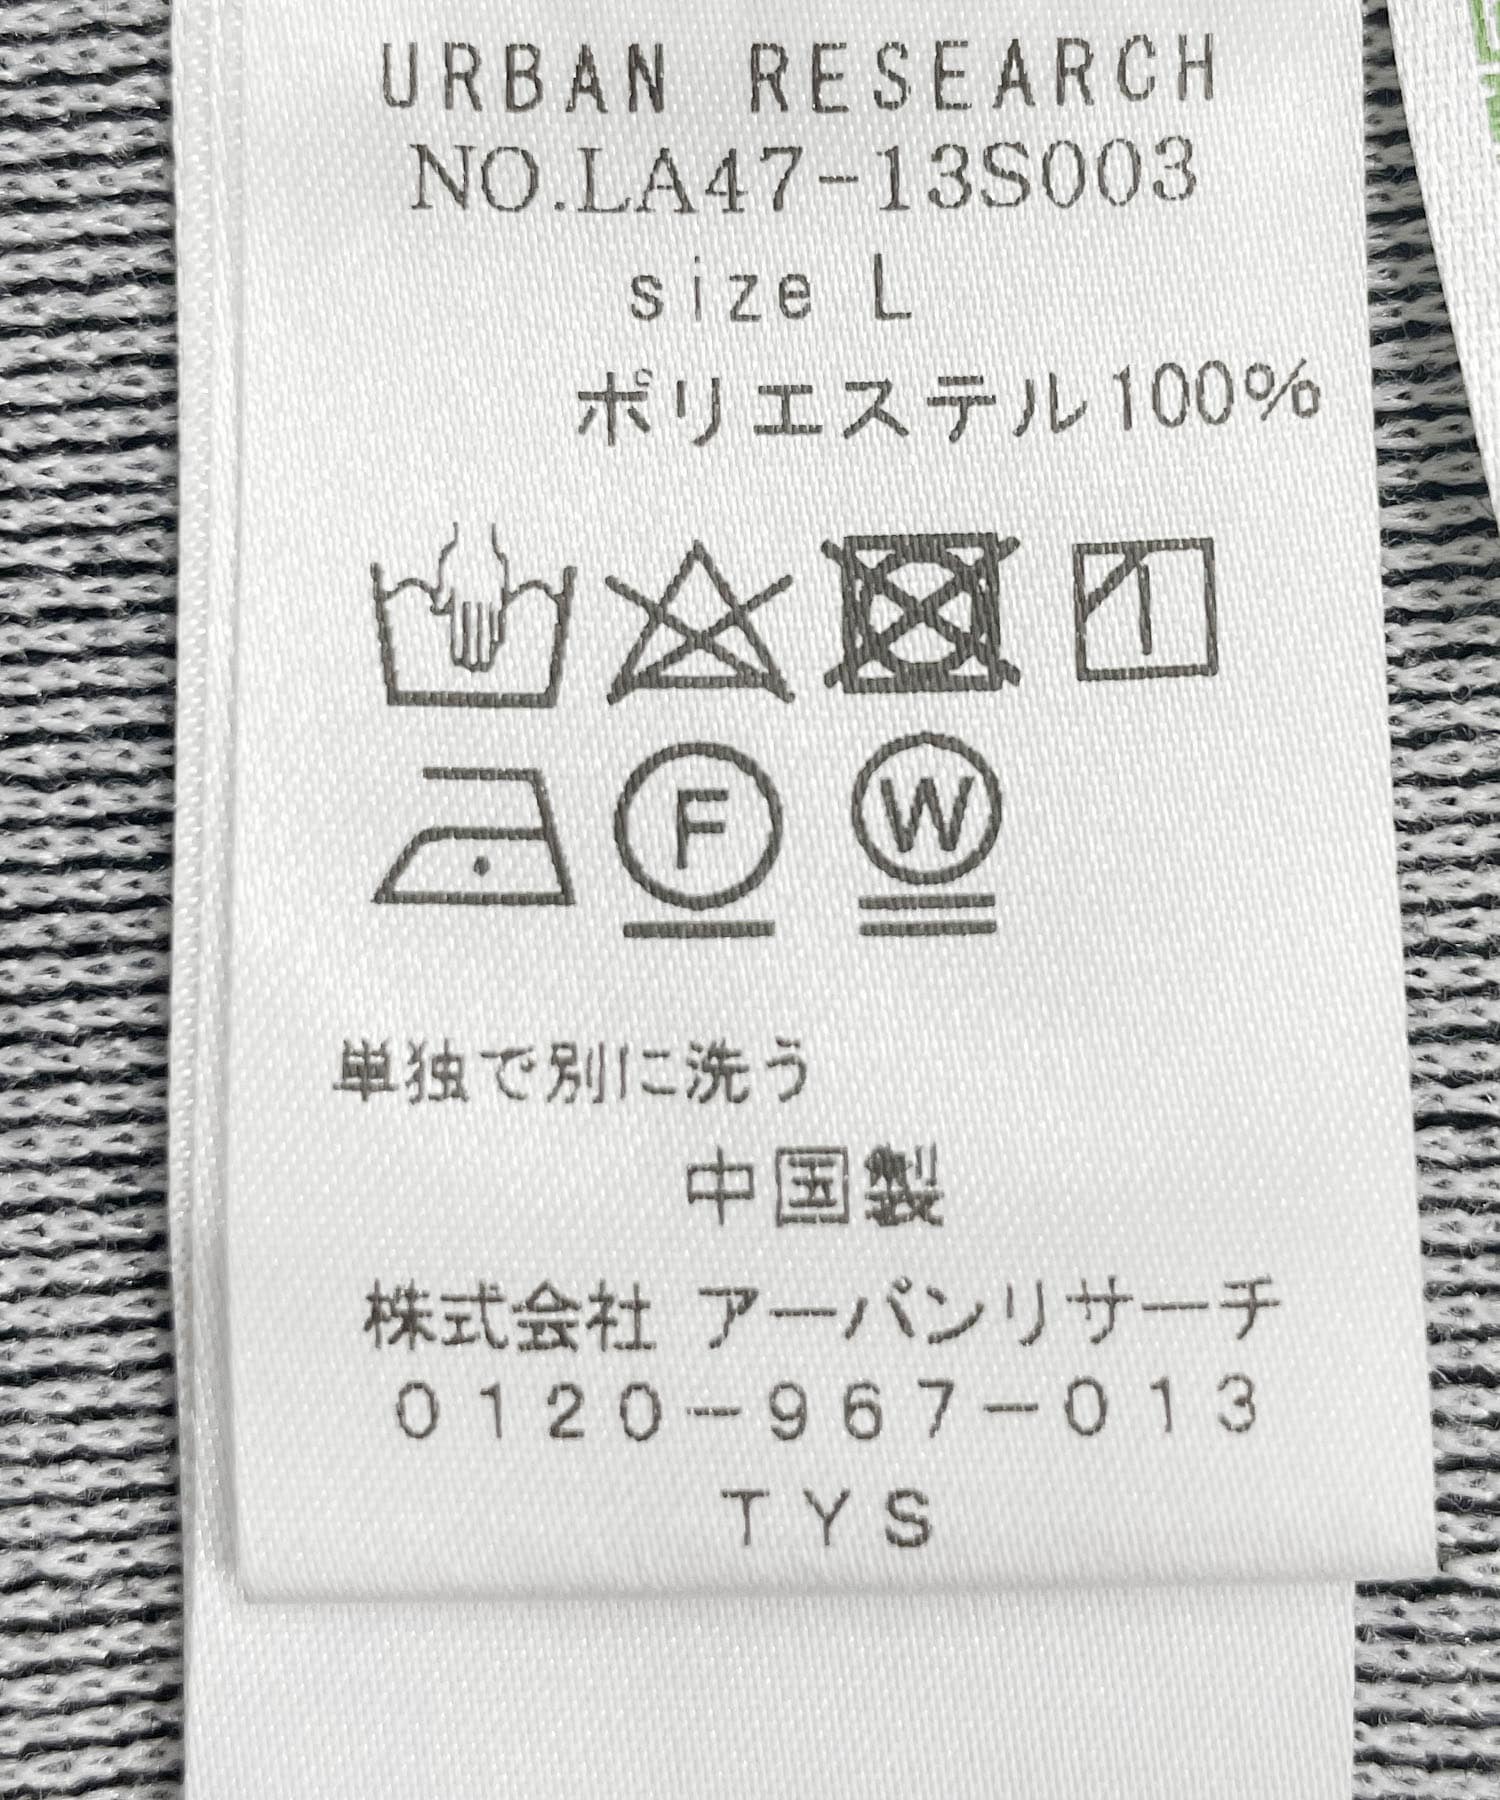 URBAN RESEARCH
NO.LA47-13S003
size L
ポリエステル100%
F W
単独で別に洗う
中国製
株式会社 アーバンリサーチ
0120-967-013
TYS